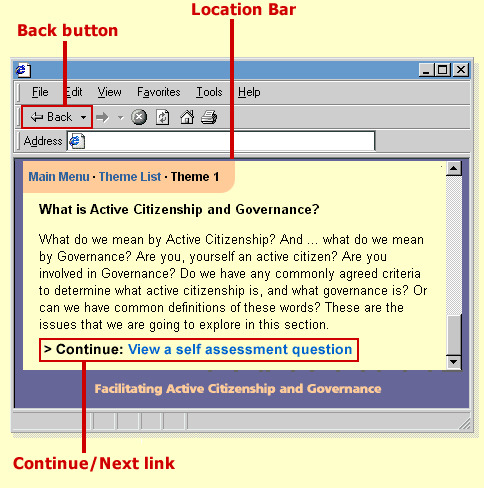 Location Bar
Back button
File Edit View Favorites Tools Help
Back
Address
Main Menu · Theme List · Theme 1
What is Active Citizenship and Governance?
What do we mean by Active Citizenship? And ... what do we mean
by Governance? Are you, yourself an active citizen? Are you
involved in Governance? Do we have any commonly agreed criteria
to determine what active citizenship is, and what governance is? Or
can we have common definitions of these words? These are the
issues that we are going to explore in this section.
> Continue: View a self assessment question
Facilitating Active Citizenship and Governance
Continue/Next link